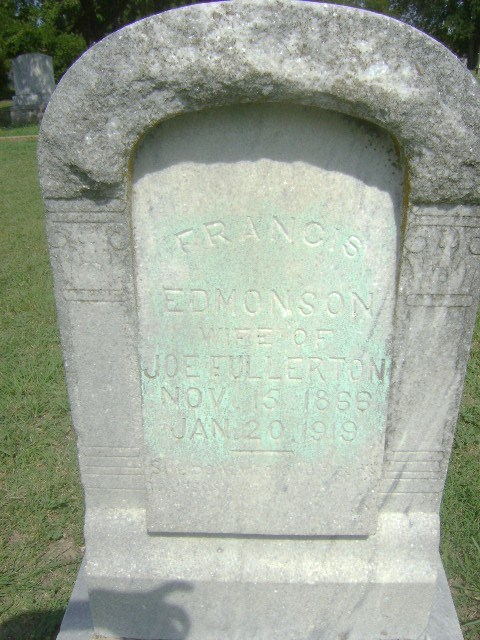 FRANCIS
EDMONSON
WIFE OF
JOE FULLERTON
NOV. 15 1866
JAN. 20 1919